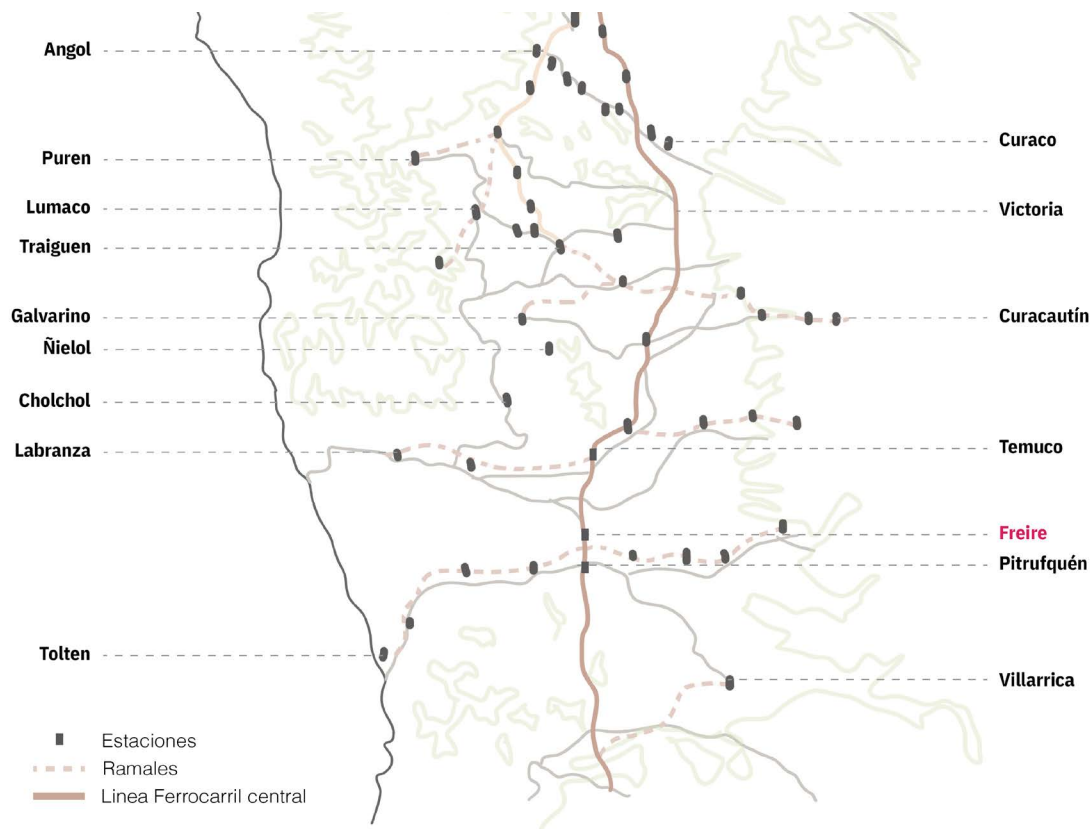 Angol
Puren
Lumaco
Traiguen
Galvarino
Ñielol
Cholchol
Labranza
Tolten
Curaco
Victoria
Curacautín
Temuco
Freire
Pitrufquén
Villarrica
Estaciones
Ramales
Linea Ferrocarril central